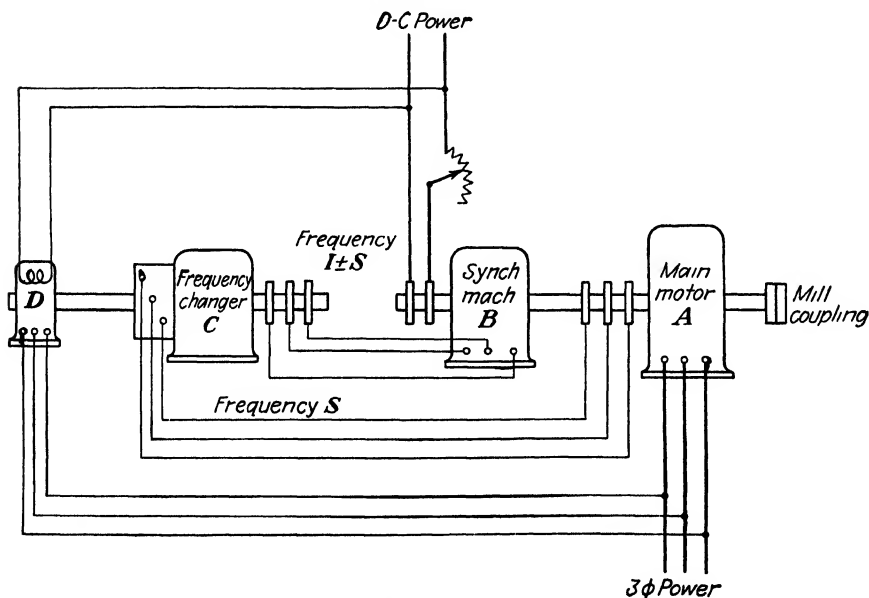 D-C Power
Frequency
I±S
Frequency
changer
C
Synch
mach
B
Main
motor
A
Mill
coupling
D
Frequency S
3ϕ Power